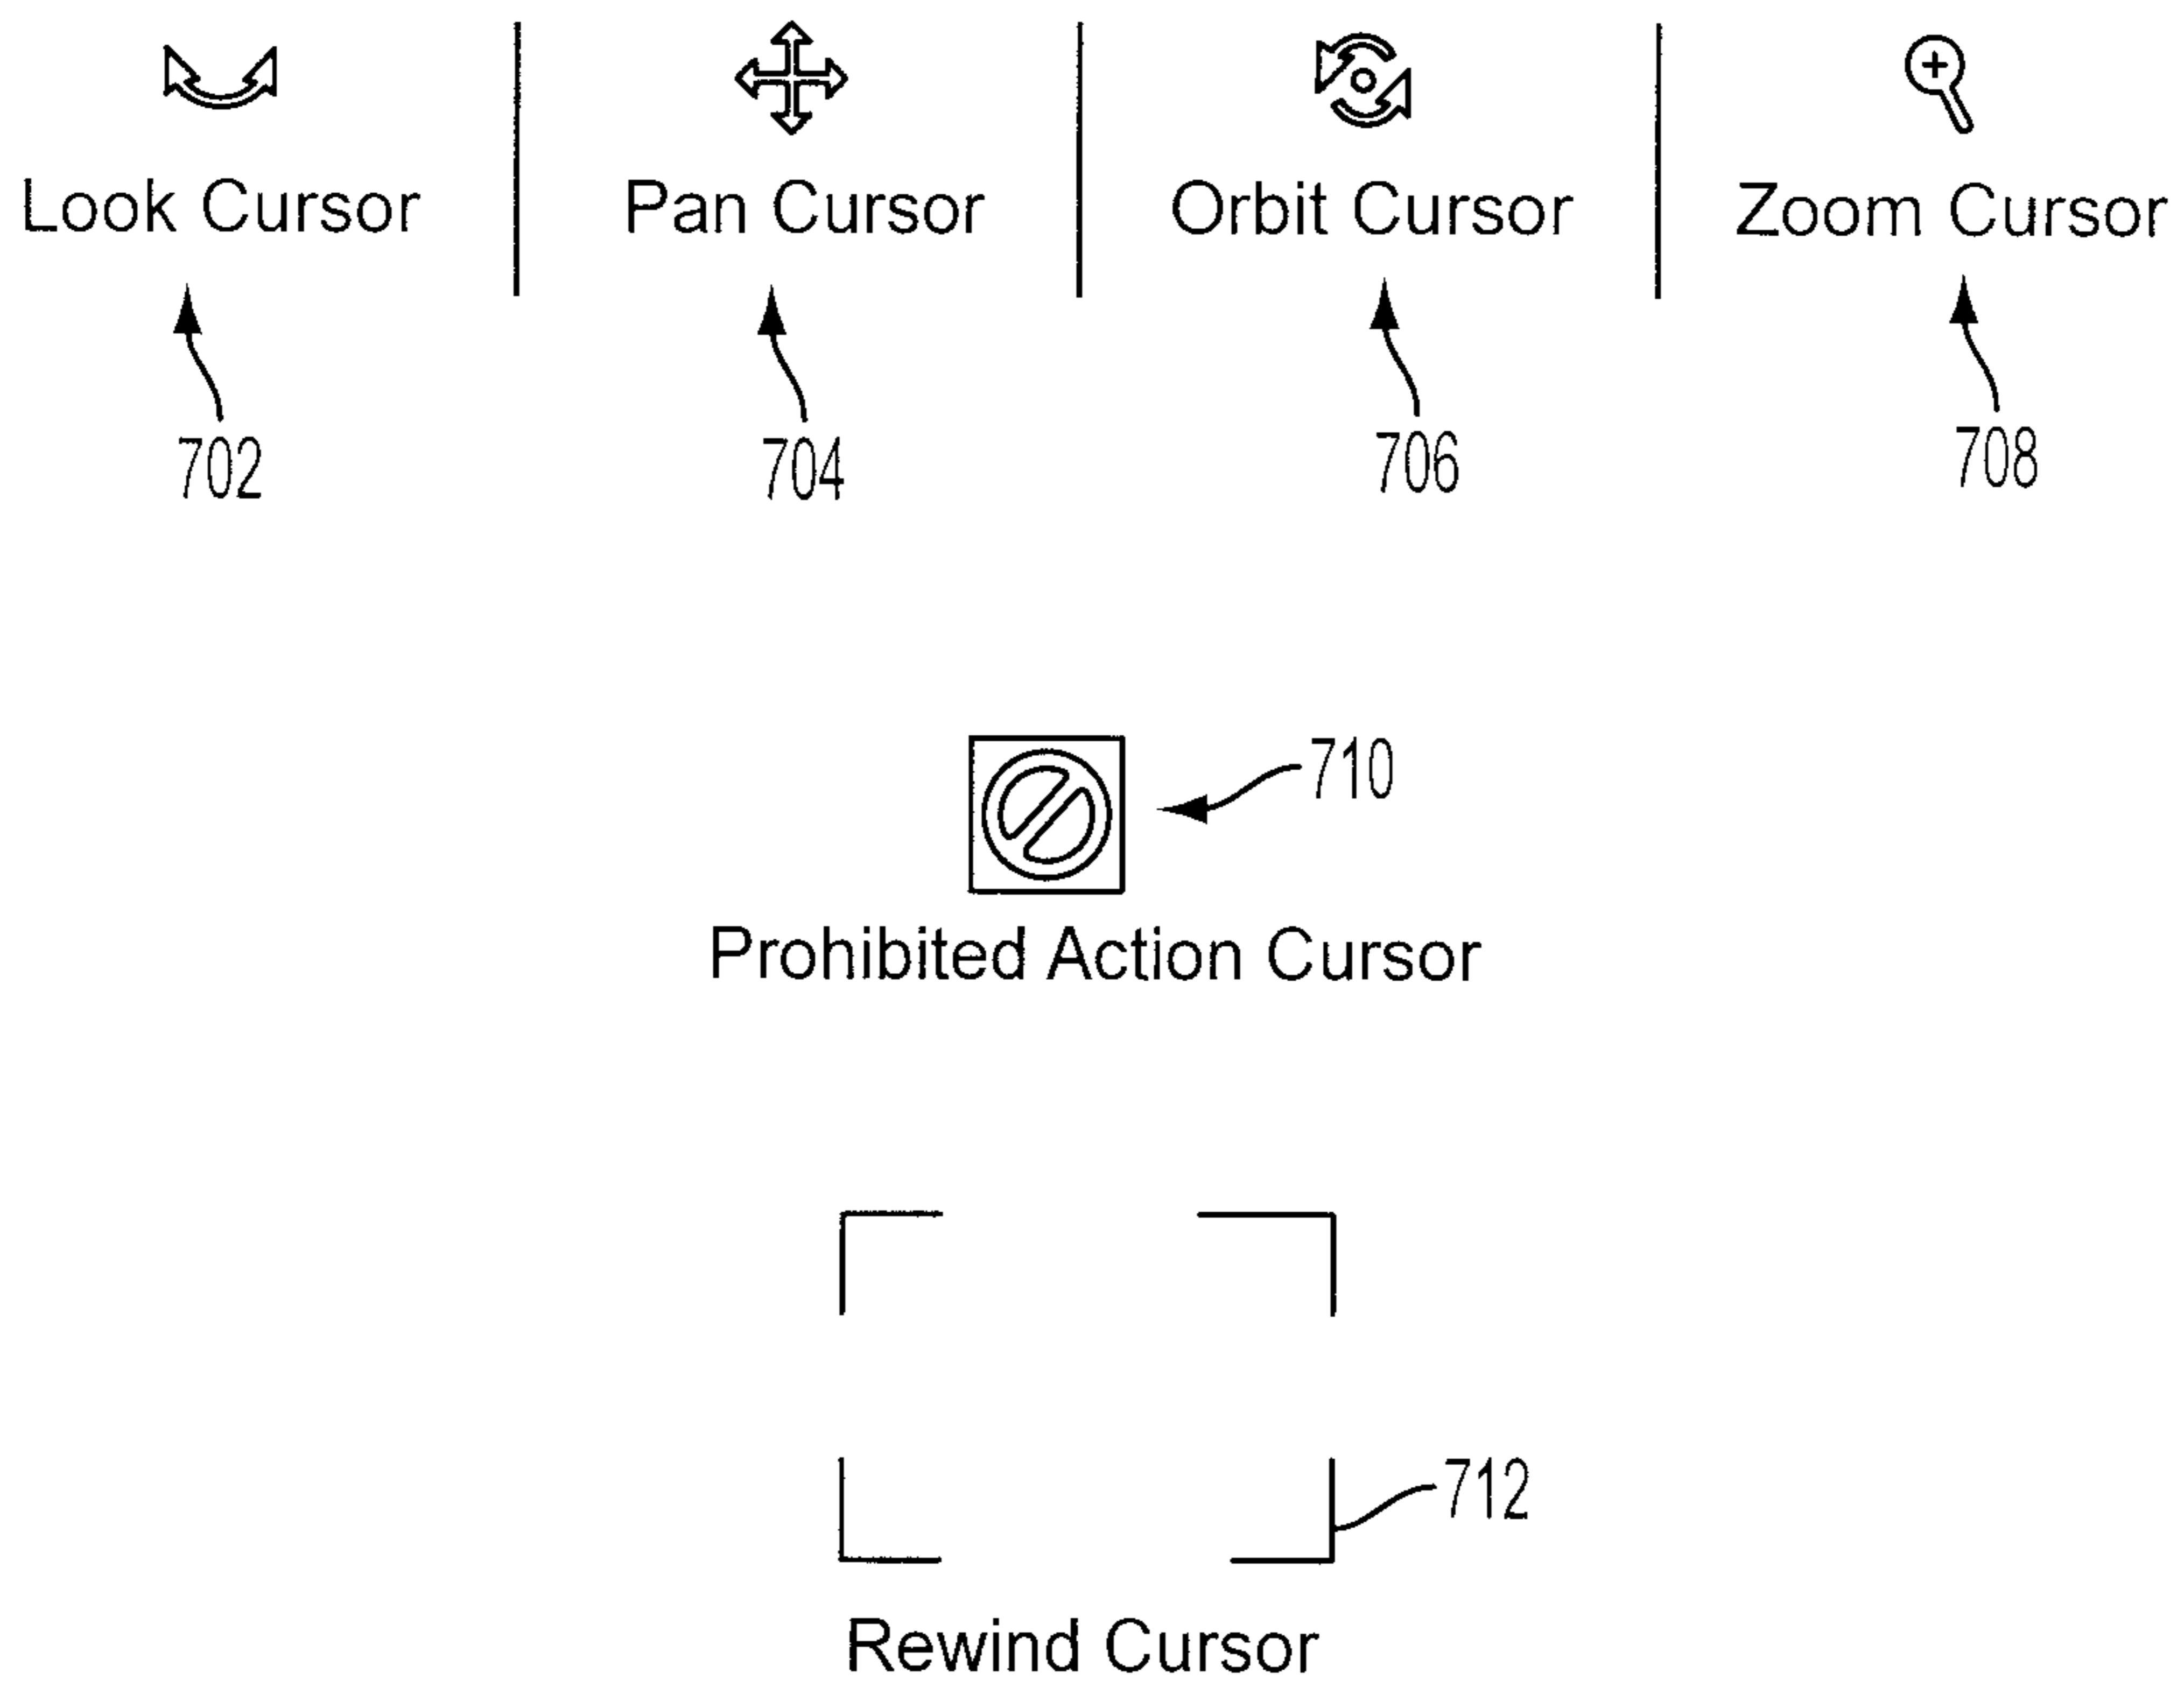 Look Cursor
Pan Cursor
Orbit Cursor
Zoom Cursor
702
704
706
708
710
Prohibited Action Cursor
712
Rewind Cursor